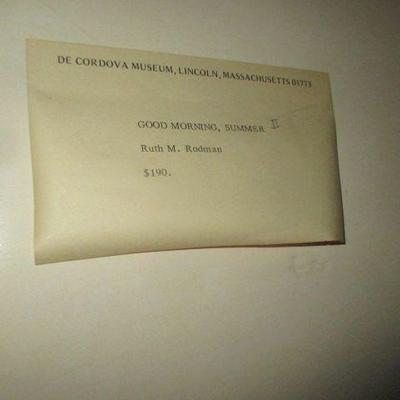 DE CORDOVA MUSEUM, LINCOLN, MASSACHUSETTS 01773
GOOD MORNING, SUMMER II
Ruth M. Rodman
$190.